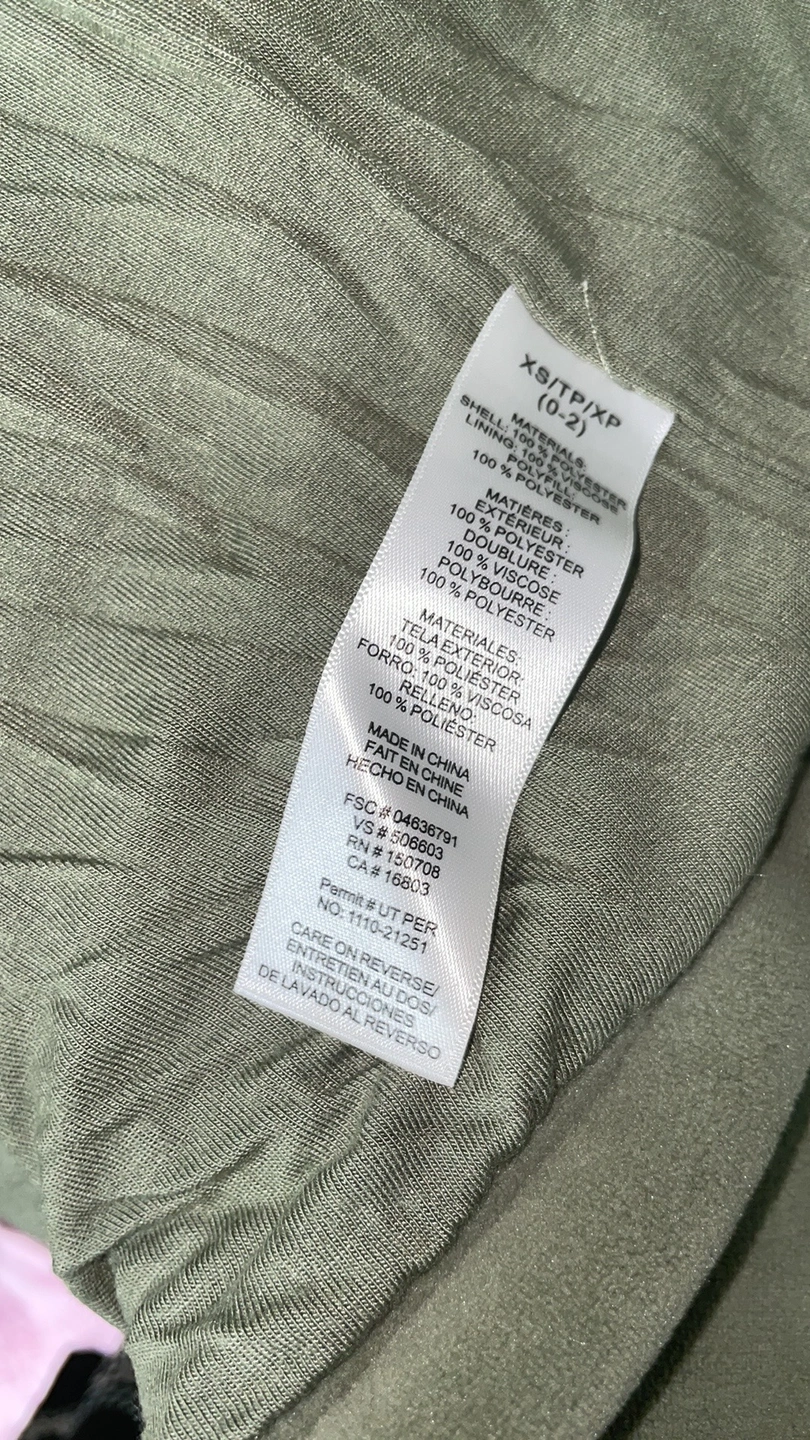 XS/TP/XP
(0-2)
MATERIALS:
SHELL: 100 % POLYESTER
LINING: 100 % VISCOSE
POLYFILL:
100 % POLYESTER
MATIÈRES :
EXTÉRIEUR :
100 % POLYESTER
DOUBLURE :
100 % VISCOSE
POLYBOURRE :
100 % POLYESTER
MATERIALES:
TELA EXTERIOR:
100 % POLIÉSTER
FORRO: 100 % VISCOSA
RELLENO:
100 % POLIÉSTER
MADE IN CHINA
FAIT EN CHINE
HECHO EN CHINA
FSC # 04636791
VS # 506603
RN # 150708
CA # 16803
Permit # UT PER
NO: 1110-21251
CARE ON REVERSE/
ENTRETIEN AU DOS/
INSTRUCCIONES
DE LAVADO AL REVERSO